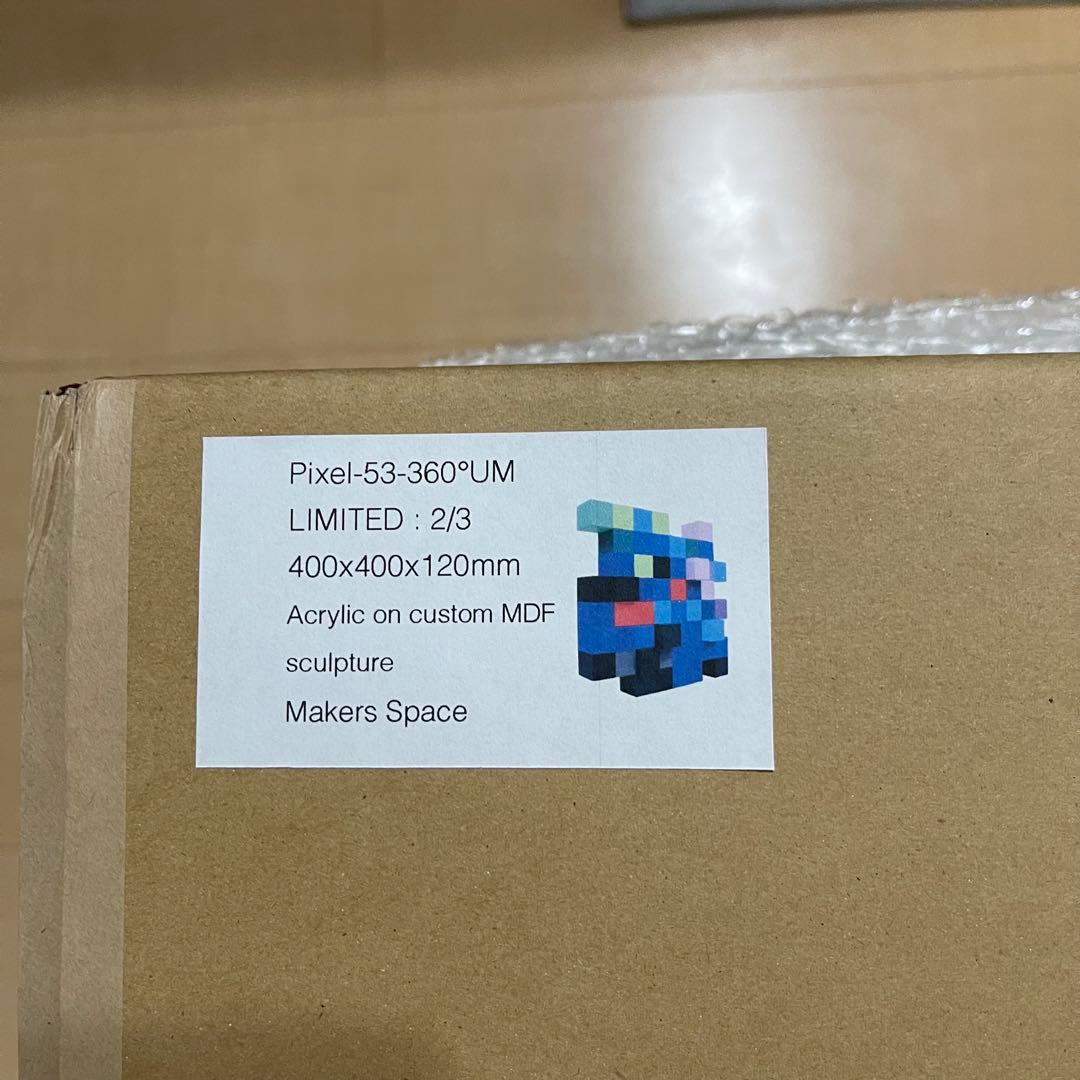 Pixel-53-360°UM
LIMITED : 2/3
400x400x120mm
Acrylic on custom MDF
sculpture
Makers Space